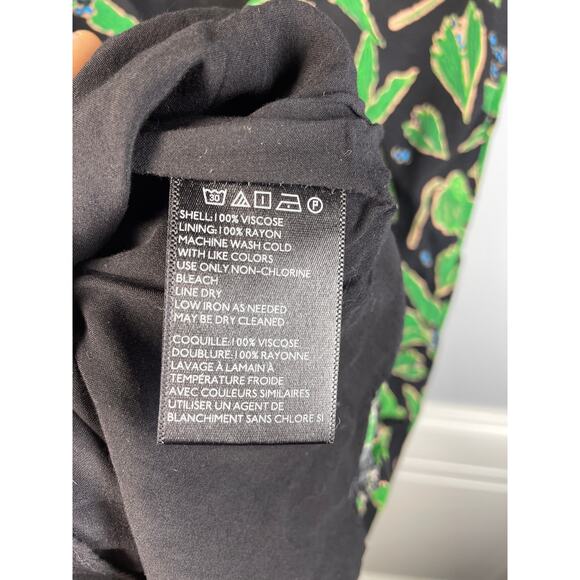 30 P
SHELL:100% VISCOSE
LINING:100% RAYON
MACHINE WASH COLD
WITH LIKE COLORS
USE ONLY NON-CHLORINE
BLEACH
LINE DRY
LOW IRON AS NEEDED
MAY BE DRY CLEANED
COQUILLE:100% VISCOSE
DOUBLURE:100% RAYONNE
LAVAGE À LAMAIN À
TEMPÉRATURE FROIDE
AVEC COULEURS SIMILAIRES
UTILISER UN AGENT DE
BLANCHIMENT SANS CHLORE SI